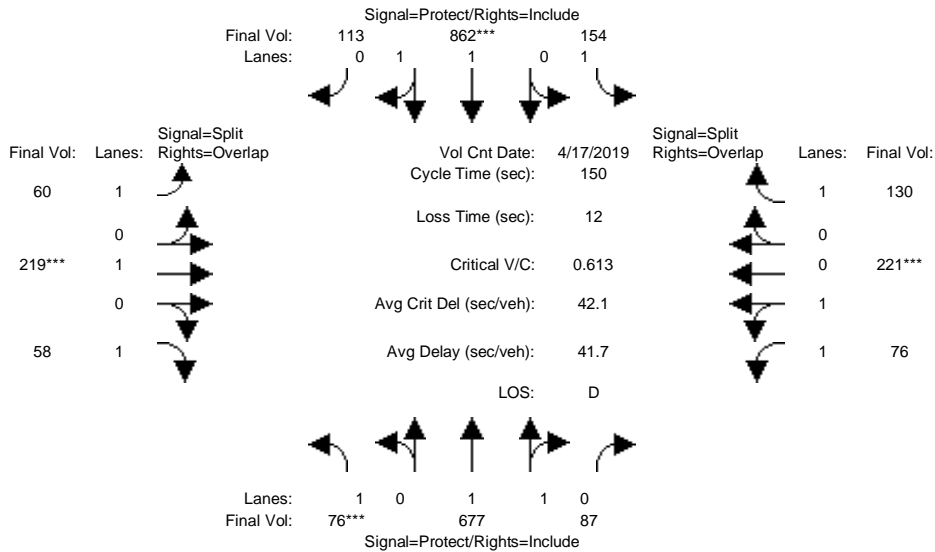 Signal=Protect/Rights=Include
Final Vol: 113 862*** 154
Lanes: 0 1 1 0 1
Signal=Split
Final Vol: Lanes: Rights=Overlap
Vol Cnt Date: 4/17/2019
Signal=Split
Rights=Overlap Lanes: Final Vol:
Cycle Time (sec): 150
60 1
1 130
Loss Time (sec): 12
0
0
219*** 1
Critical V/C: 0.613
0 221***
0
Avg Crit Del (sec/veh): 42.1
1
58 1
Avg Delay (sec/veh): 41.7
1 76
LOS: D
Lanes: 1 0 1 1 0
Final Vol: 76*** 677 87
Signal=Protect/Rights=Include